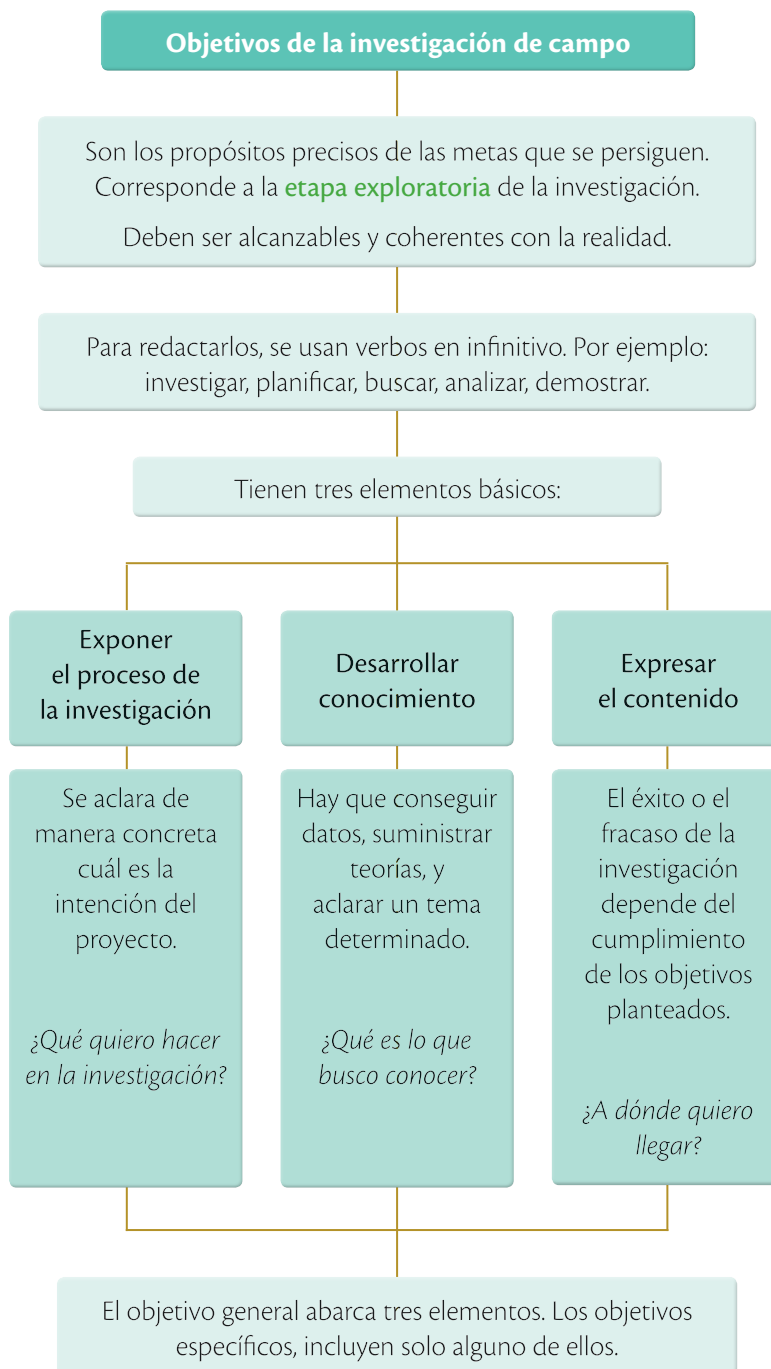 Objetivos de la investigación de campo
Son los propósitos precisos de las metas que se persiguen.
Corresponde a la etapa exploratoria de la investigación.
Deben ser alcanzables y coherentes con la realidad.
Para redactarlos, se usan verbos en infinitivo. Por ejemplo:
investigar, planificar, buscar, analizar, demostrar.
Tienen tres elementos básicos:
Exponer
el proceso de
la investigación
Se aclara de
manera concreta
cuál es la
intención del
proyecto.
¿Qué quiero hacer
en la investigación?
Desarrollar
conocimiento
Hay que conseguir
datos, suministrar
teorías, y
aclarar un tema
determinado.
¿Qué es lo que
busco conocer?
Expresar
el contenido
El éxito o el
fracaso de la
investigación
depende del
cumplimiento
de los objetivos
planteados.
¿A dónde quiero
llegar?
El objetivo general abarca tres elementos. Los objetivos
específicos, incluyen solo alguno de ellos.